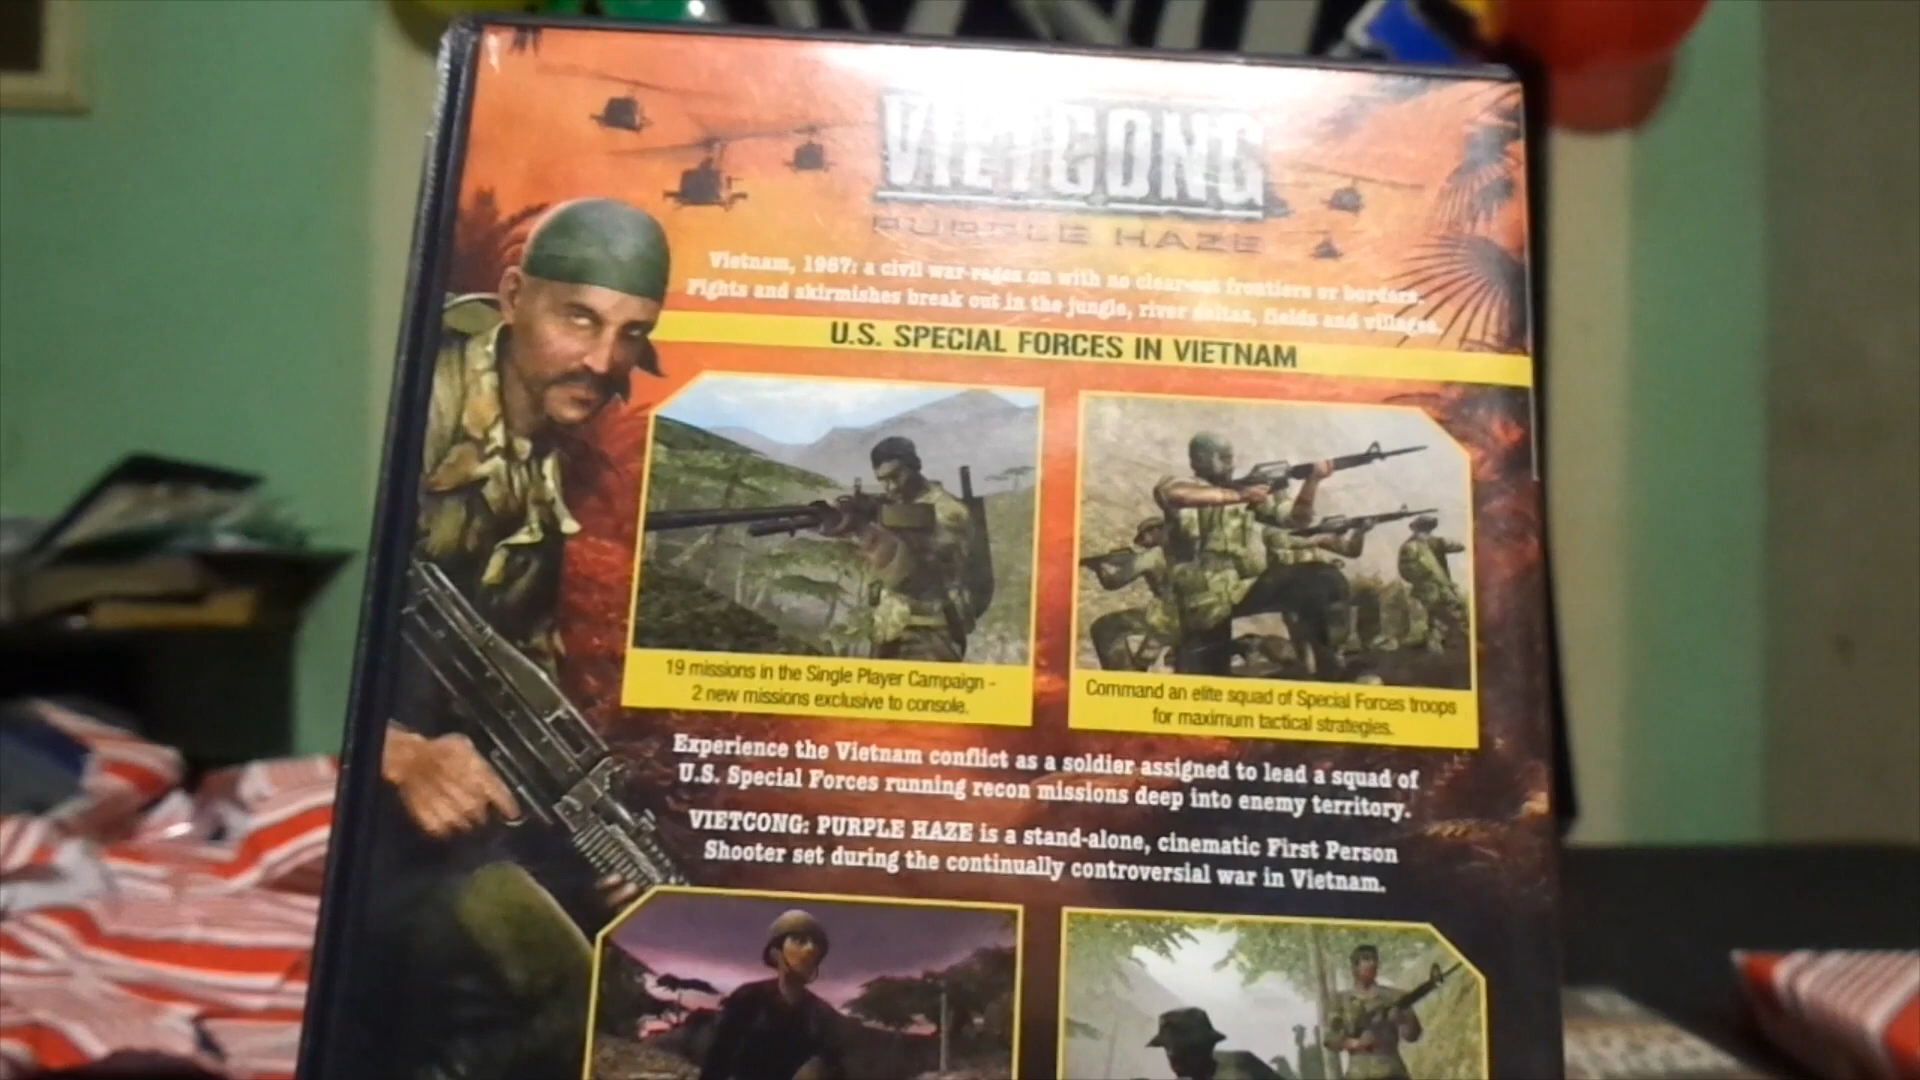 VIETCONG
PURPLE HAZE
Vietnam, 1967: a civil war rages on with no clear-cut frontiers or borders.
Fights and skirmishes break out in the jungle, river deltas, fields and villages.
U.S. SPECIAL FORCES IN VIETNAM
19 missions in the Single Player Campaign -
2 new missions exclusive to console.
Command an elite squad of Special Forces troops
for maximum tactical strategies.
Experience the Vietnam conflict as a soldier assigned to lead a squad of
U.S. Special Forces running recon missions deep into enemy territory.
VIETCONG: PURPLE HAZE is a stand-alone, cinematic First Person
Shooter set during the continually controversial war in Vietnam.